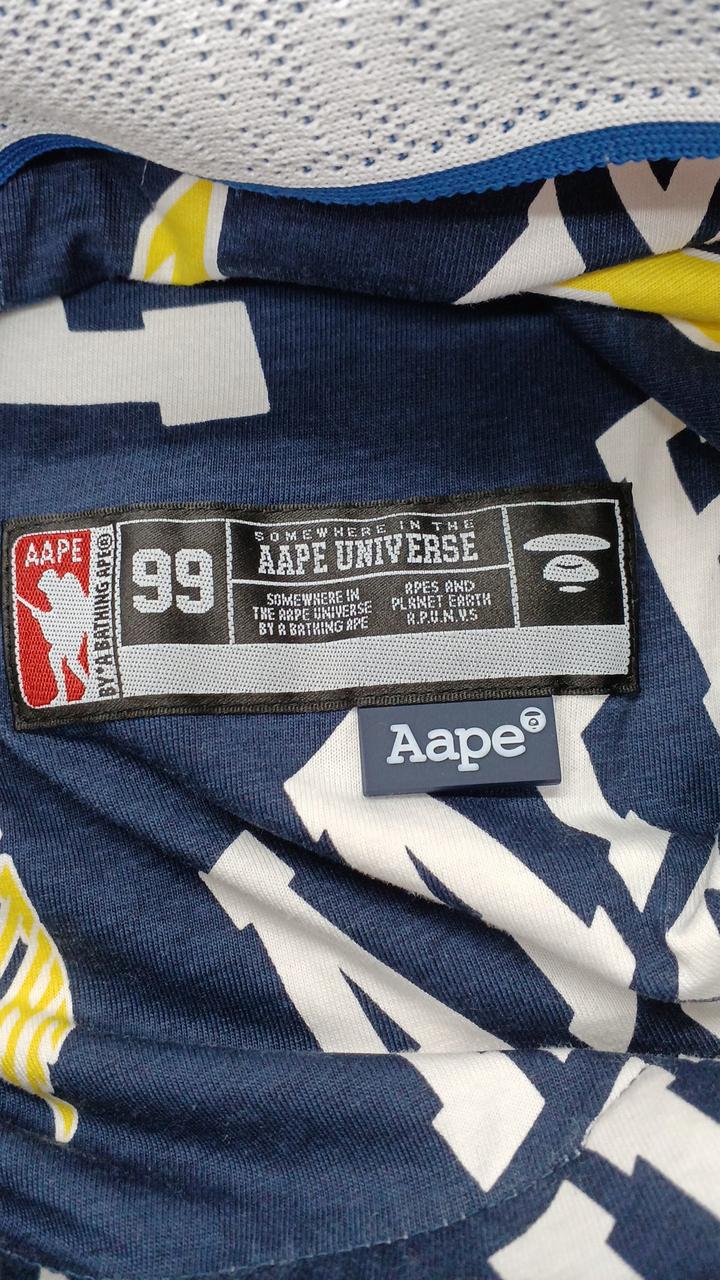 AAPE
BY*A BATHING APE®
99
SOMEWHERE IN THE
AAPE UNIVERSE
SOMEWHERE IN
THE AAPE UNIVERSE
BY A BATHING APE
APES AND
PLANET EARTH
A.P.U.N.V.S
Aape